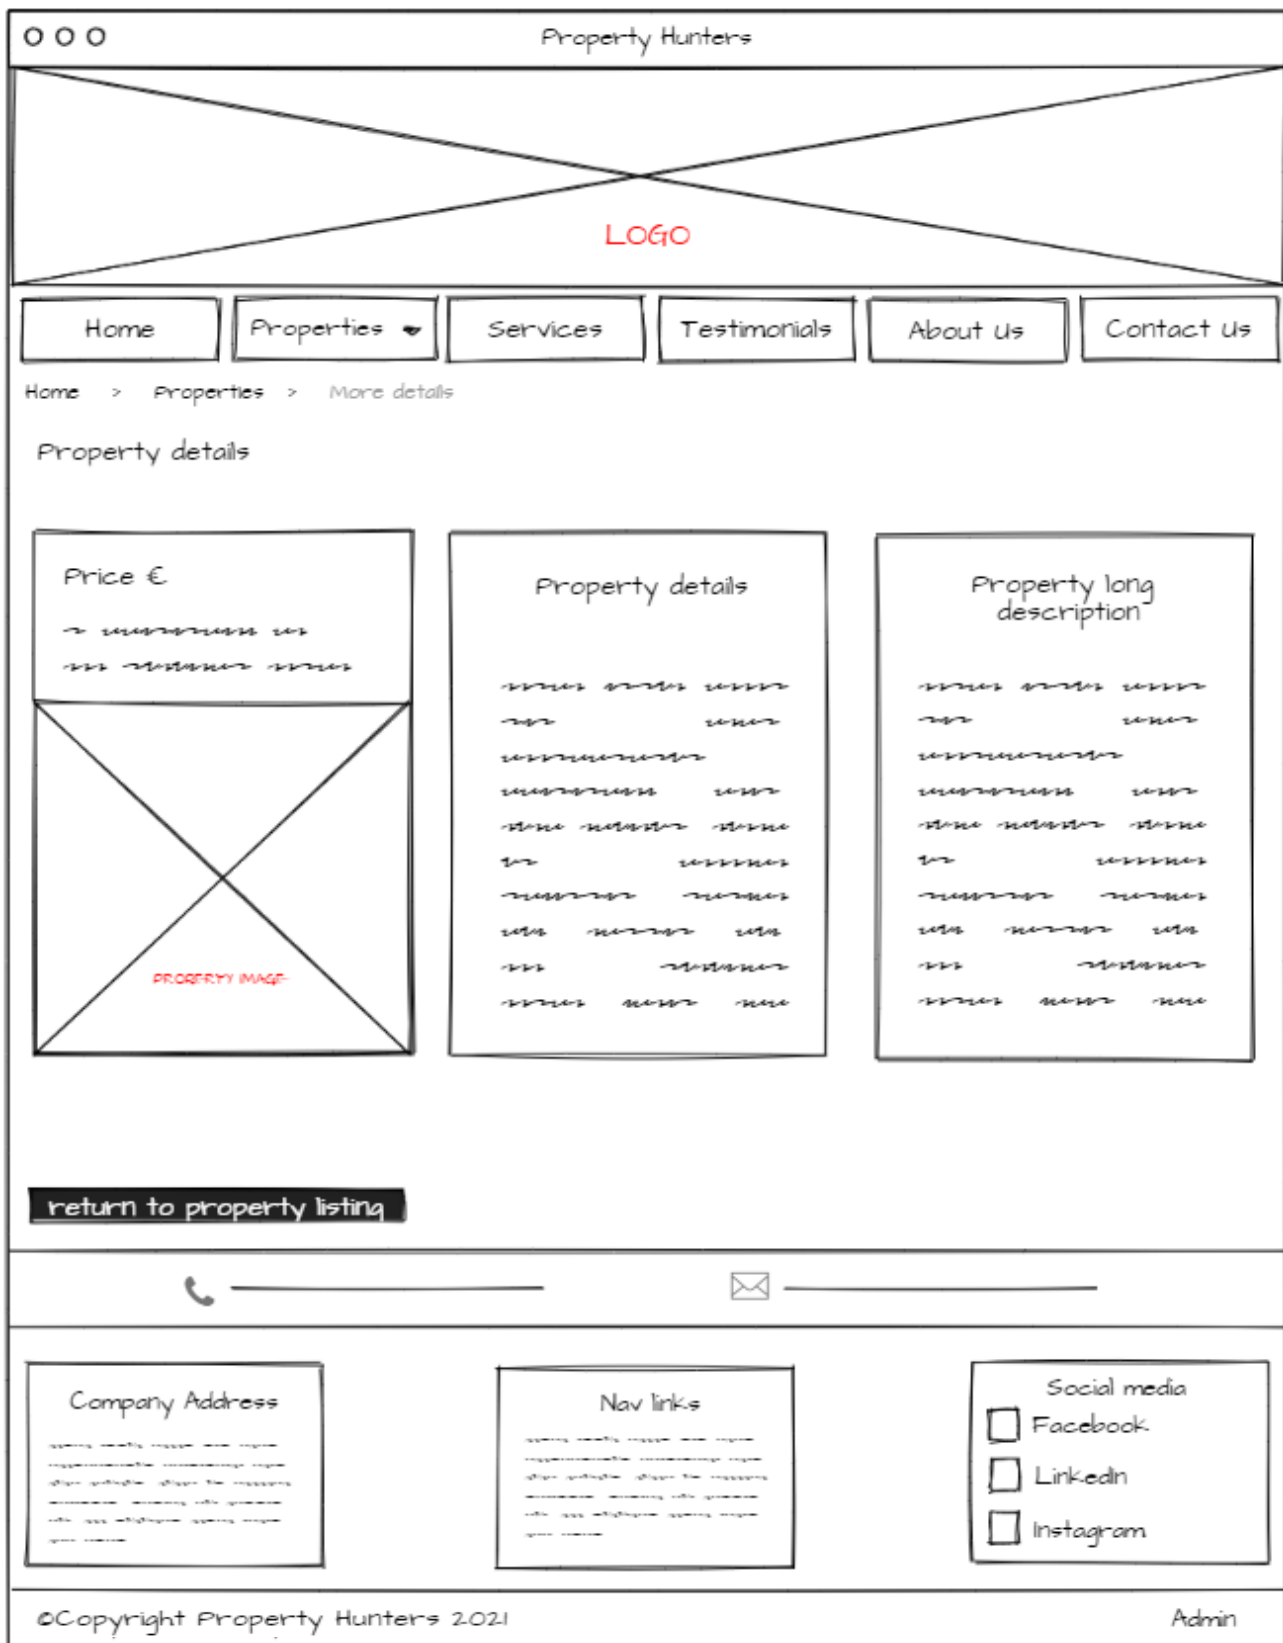 Property Hunters
LOGO
Home
Properties
Services
Testimonials
About us
Contact us
Home > Properties > More details
Property details
Price €
PROPERTY IMAGE
Property details
Property long
description
return to property listing
Company Address
Nav links
Social media
Facebook
LinkedIn
Instagram
©Copyright Property Hunters 2021
Admin